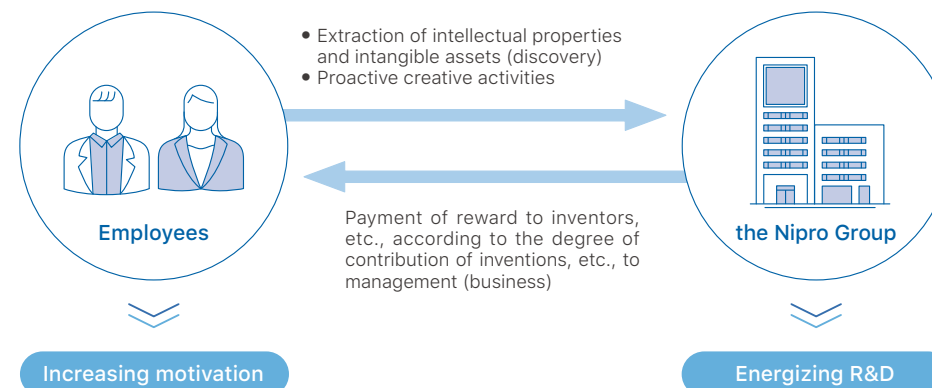 • Extraction of intellectual properties
and intangible assets (discovery)
• Proactive creative activities
Employees
the Nipro Group
Payment of reward to inventors,
etc., according to the degree of
contribution of inventions, etc., to
management (business)
Increasing motivation
Energizing R&D